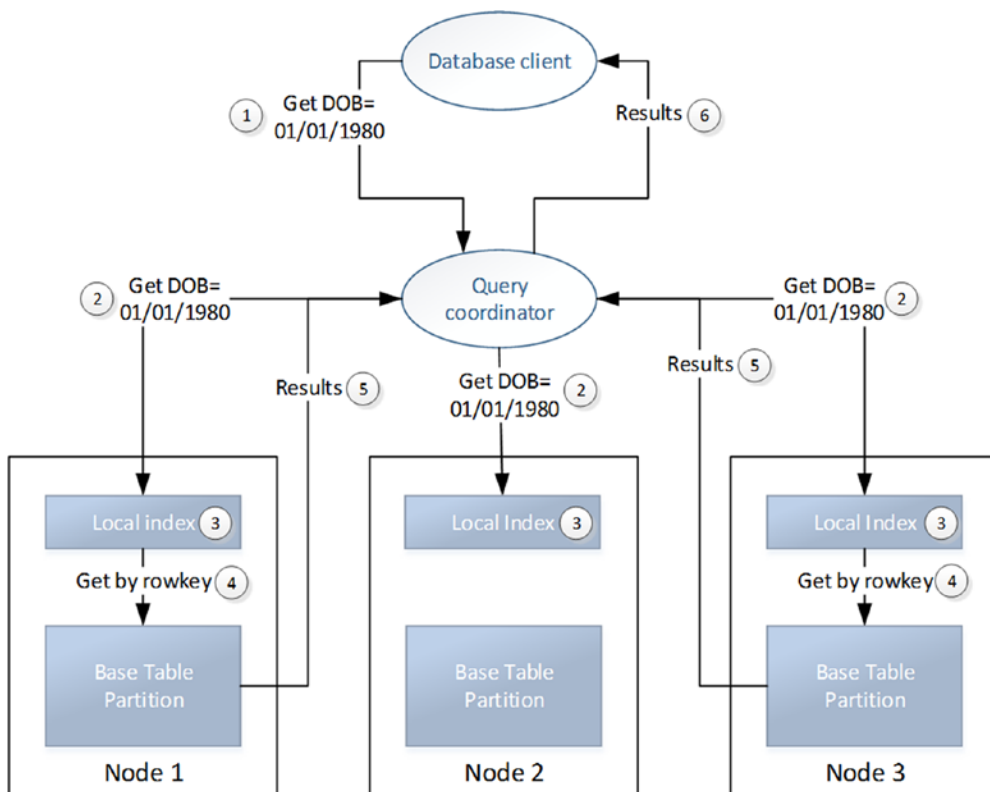 Database client
1
Get DOB=
01/01/1980
Results 6
2
Get DOB=
01/01/1980
Query
coordinator
Get DOB=
01/01/1980
2
Results 5
Get DOB=
01/01/1980
2
Results 5
Local index 3
Local Index 3
Local Index 3
Get by rowkey 4
Get by rowkey 4
Base Table
Partition
Base Table
Partition
Base Table
Partition
Node 1
Node 2
Node 3